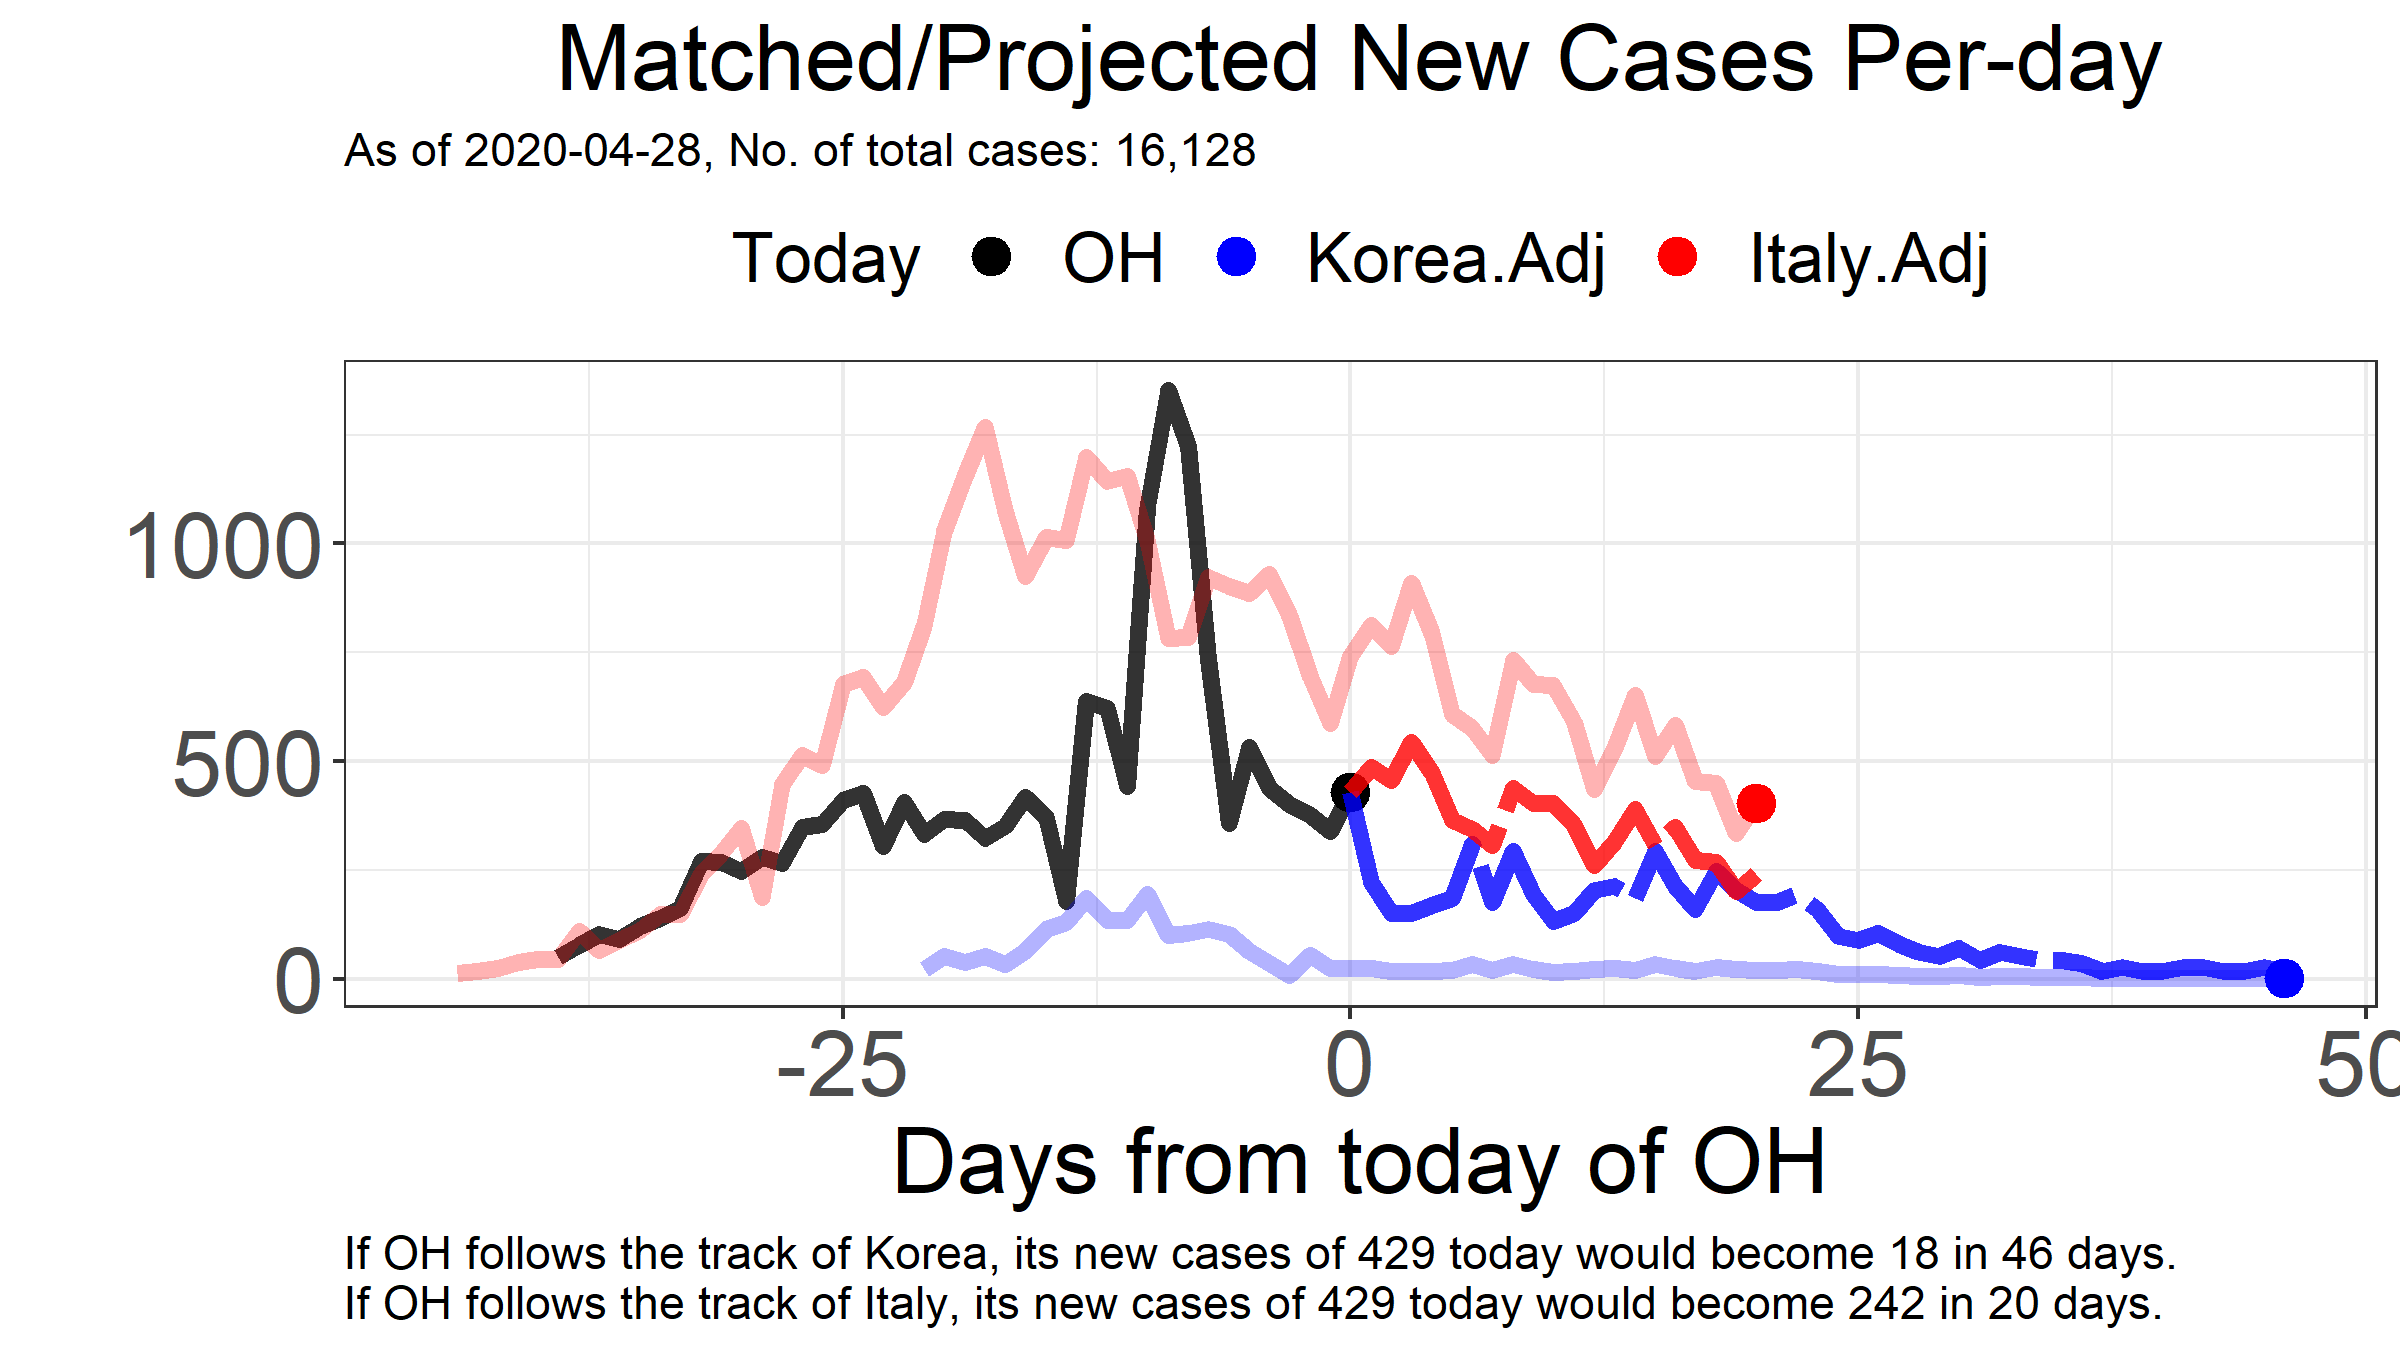 Matched/Projected New Cases Per-day
As of 2020-04-28, No. of total cases: 16,128
Today OH Korea.Adj Italy.Adj
1000
500
0
-25 0 25 50
Days from today of OH
If OH follows the track of Korea, its new cases of 429 today would become 18 in 46 days.
If OH follows the track of Italy, its new cases of 429 today would become 242 in 20 days.